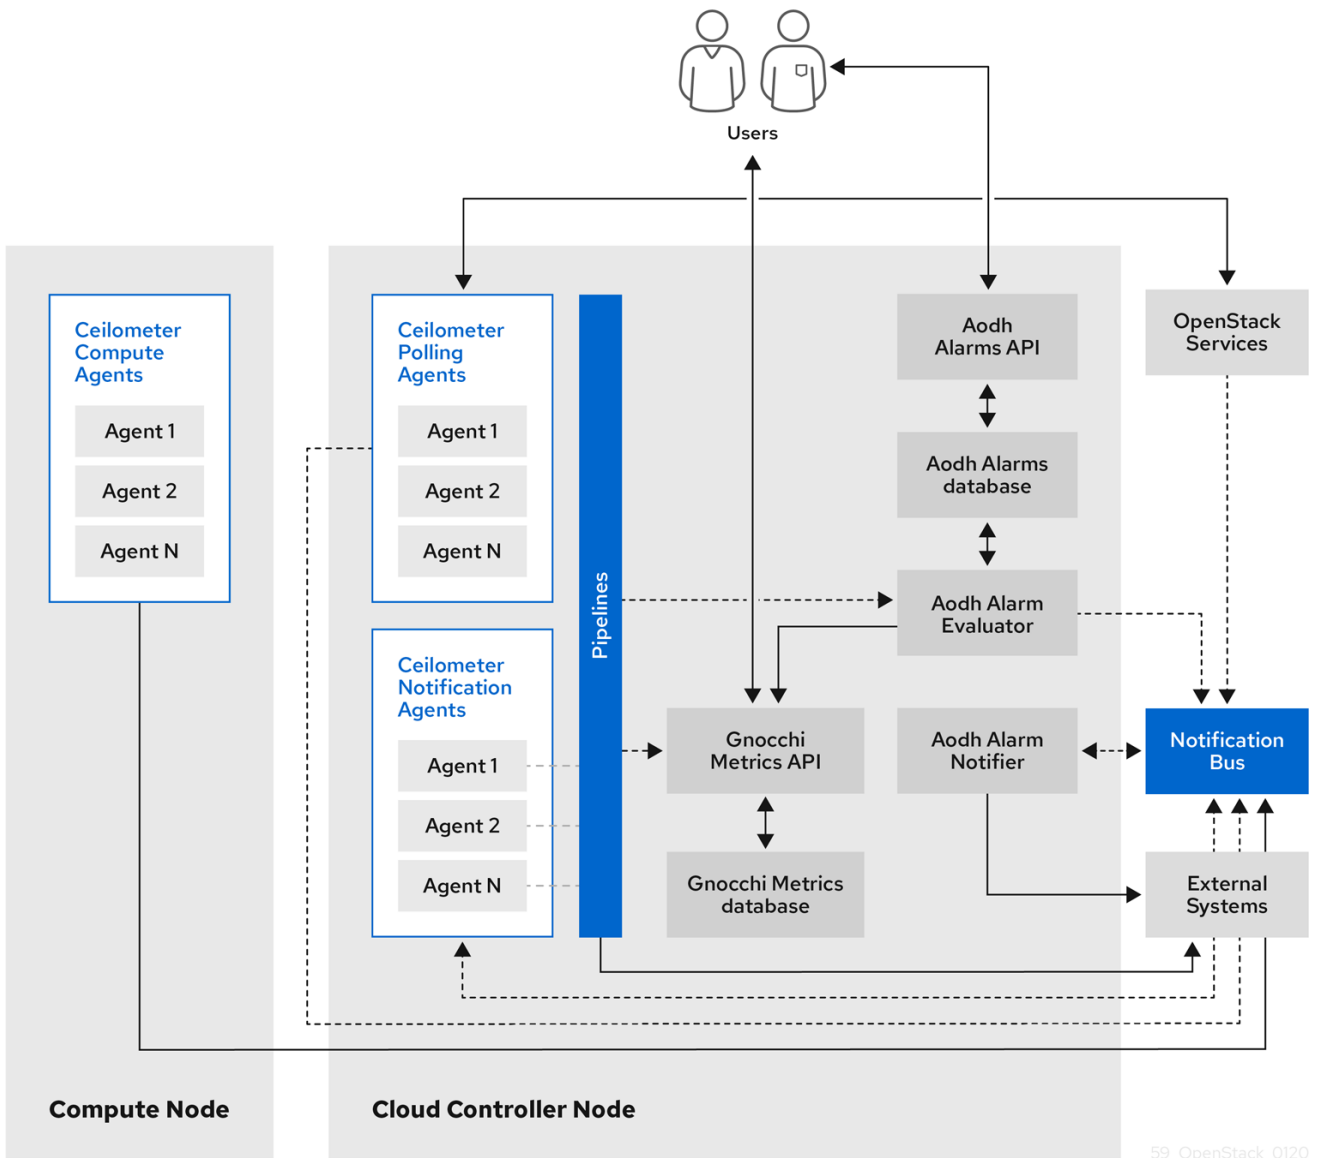 Users
Ceilometer
Compute
Agents
Agent 1
Agent 2
Agent N
Ceilometer
Polling
Agents
Agent 1
Agent 2
Agent N
Ceilometer
Notification
Agents
Agent 1
Agent 2
Agent N
Pipelines
Aodh
Alarms API
Aodh Alarms
database
Aodh Alarm
Evaluator
Gnocchi
Metrics API
Aodh Alarm
Notifier
Gnocchi Metrics
database
OpenStack
Services
Notification
Bus
External
Systems
Compute Node
Cloud Controller Node
59_OpenStack_0120